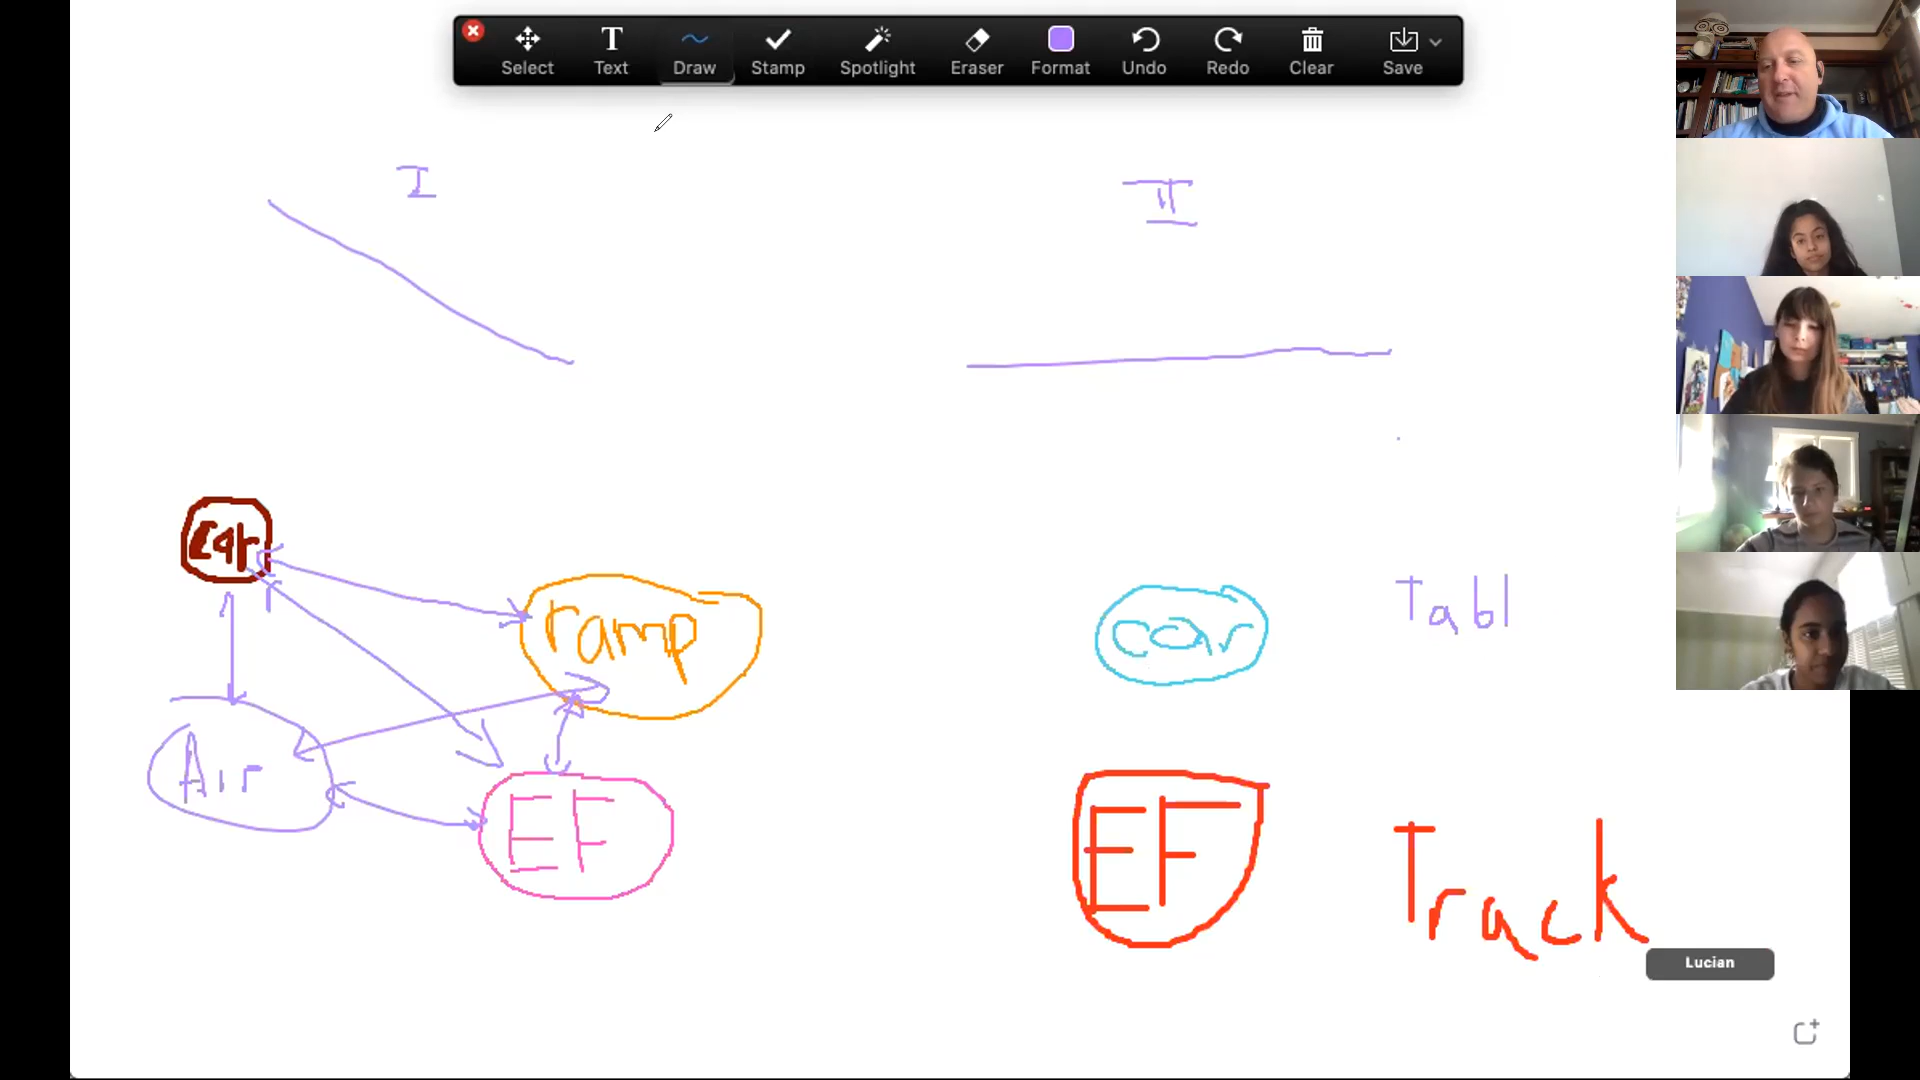 Select Text Draw Stamp Spotlight Eraser Format Undo Redo Clear Save
T
I
II
Car
ramp
Air
EF
car
Tabl
EF
Track
Lucian